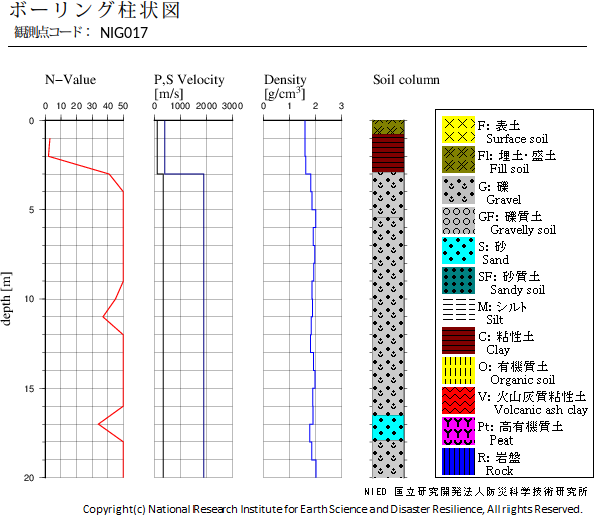 ボーリング柱状図
観測点コード： NIG017
N-Value P,S Velocity Density Soil column
[m/s] [g/cm³]
0 10 20 30 40 50 0 1000 2000 3000 0 1 2 3
0
5
10
15
20
depth [m]
F: 表土
Surface soil
Fl: 埋土・盛土
Fill soil
G: 礫
Gravel
GF: 礫質土
Gravelly soil
S: 砂
Sand
SF: 砂質土
Sandy soil
M: シルト
Silt
C: 粘性土
Clay
O: 有機質土
Organic soil
V: 火山灰質粘性土
Volcanic ash clay
Pt: 高有機質土
Peat
R: 岩盤
Rock
NIED 国立研究開発法人防災科学技術研究所
Copyright(c) National Research Institute for Earth Science and Disaster Resilience, All rights Reserved.